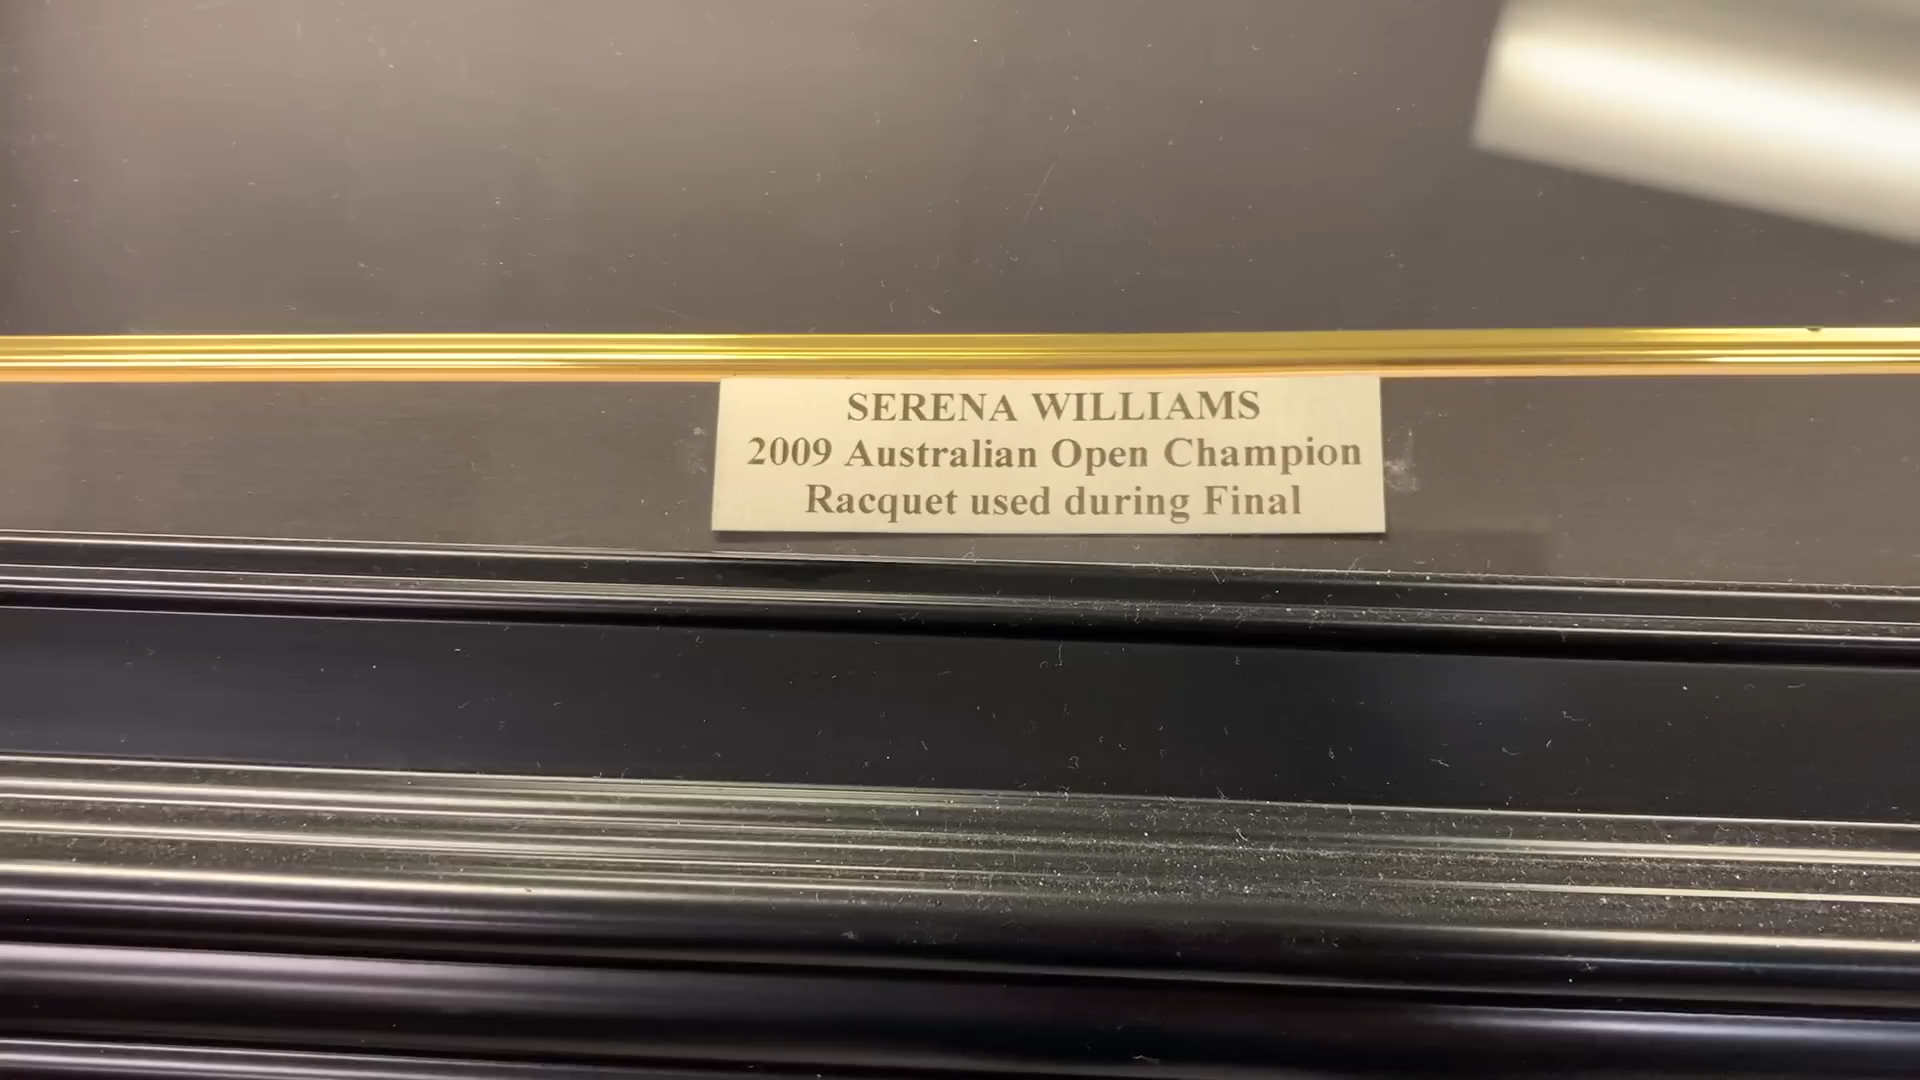 SERENA WILLIAMS
2009 Australian Open Champion
Racquet used during Final